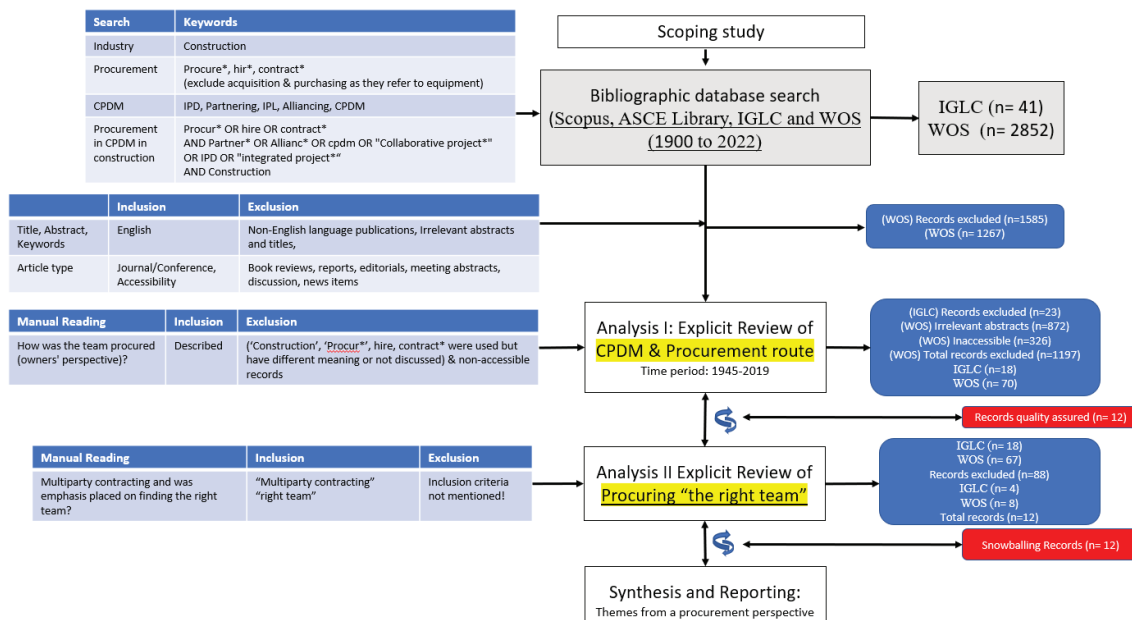 Search Keywords
Industry Construction
Procurement Procure*, hir*, contract*
(exclude acquisition & purchasing as they refer to equipment)
CPDM IPD, Partnering, IPL, Alliancing, CPDM
Procurement Procur* OR hire OR contract*
in CPDM in AND Partner* OR Allianc* OR cpdm OR "Collaborative project*"
construction OR IPD OR "integrated project*“
AND Construction
Scoping study
Bibliographic database search
(Scopus, ASCE Library, IGLC and WOS
(1900 to 2022)
IGLC (n= 41)
WOS (n= 2852)
Inclusion Exclusion
Title, Abstract, English Non-English language publications, Irrelevant abstracts
Keywords and titles,
Article type Journal/Conference, Book reviews, reports, editorials, meeting abstracts,
Accessibility discussion, news items
(WOS) Records excluded (n=1585)
(WOS (n= 1267)
Manual Reading Inclusion Exclusion
How was the team procured Described (‘Construction’, ‘Procur*’, hire, contract* were used but
(owners' perspective)? have different meaning or not discussed) & non-accessible
records
Analysis I: Explicit Review of
CPDM & Procurement route
Time period: 1945-2019
(IGLC) Records excluded (n=23)
(WOS) Irrelevant abstracts (n=872)
(WOS) Inaccessible (n=326)
(WOS) Total records excluded (n=1197)
IGLC (n=18)
WOS (n= 70)
Records quality assured (n= 12)
Manual Reading Inclusion Exclusion
Multiparty contracting and was “Multiparty contracting” Inclusion criteria
emphasis placed on finding the right “right team” not mentioned!
team?
Analysis II Explicit Review of
Procuring “the right team”
IGLC (n= 18)
WOS (n= 67)
Records excluded (n=88)
IGLC (n= 4)
WOS (n= 8)
Total records (n=12)
Snowballing Records (n= 12)
Synthesis and Reporting:
Themes from a procurement perspective